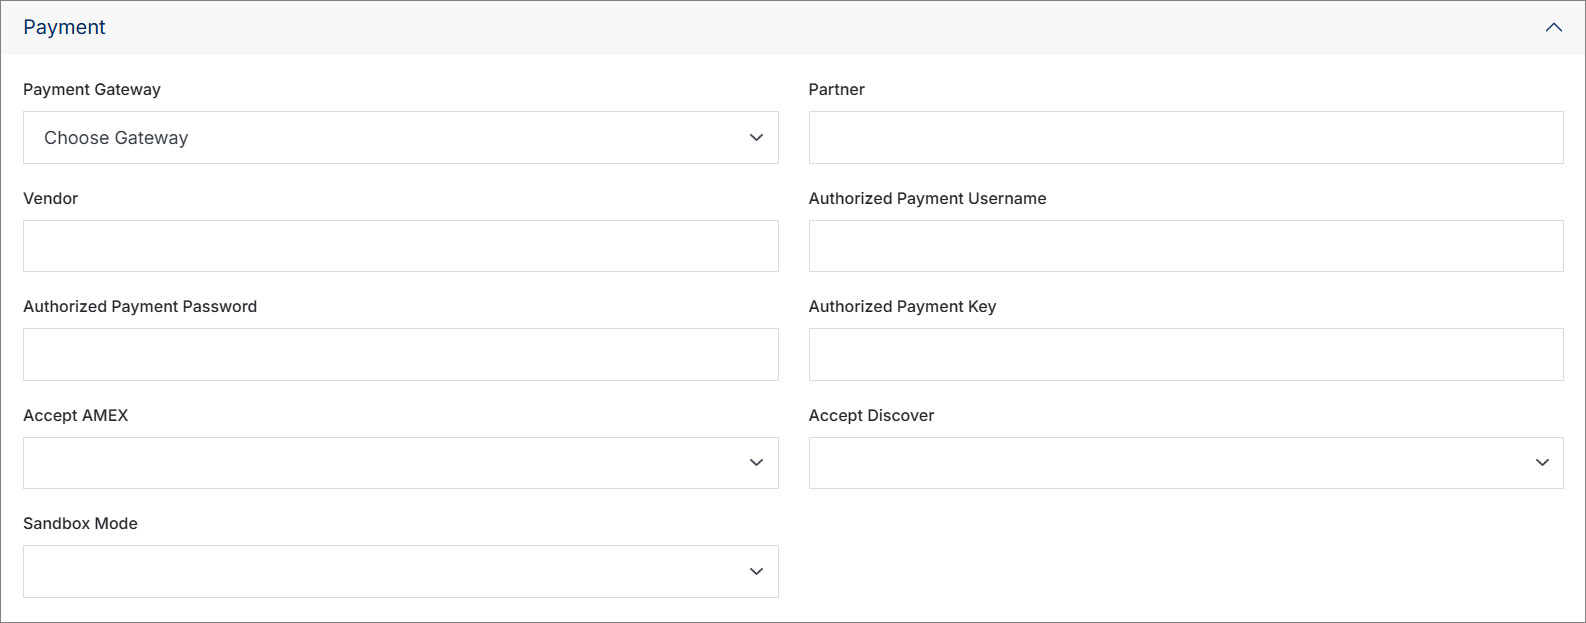 Payment
Payment Gateway
Choose Gateway
Partner
Vendor
Authorized Payment Username
Authorized Payment Password
Authorized Payment Key
Accept AMEX
Accept Discover
Sandbox Mode